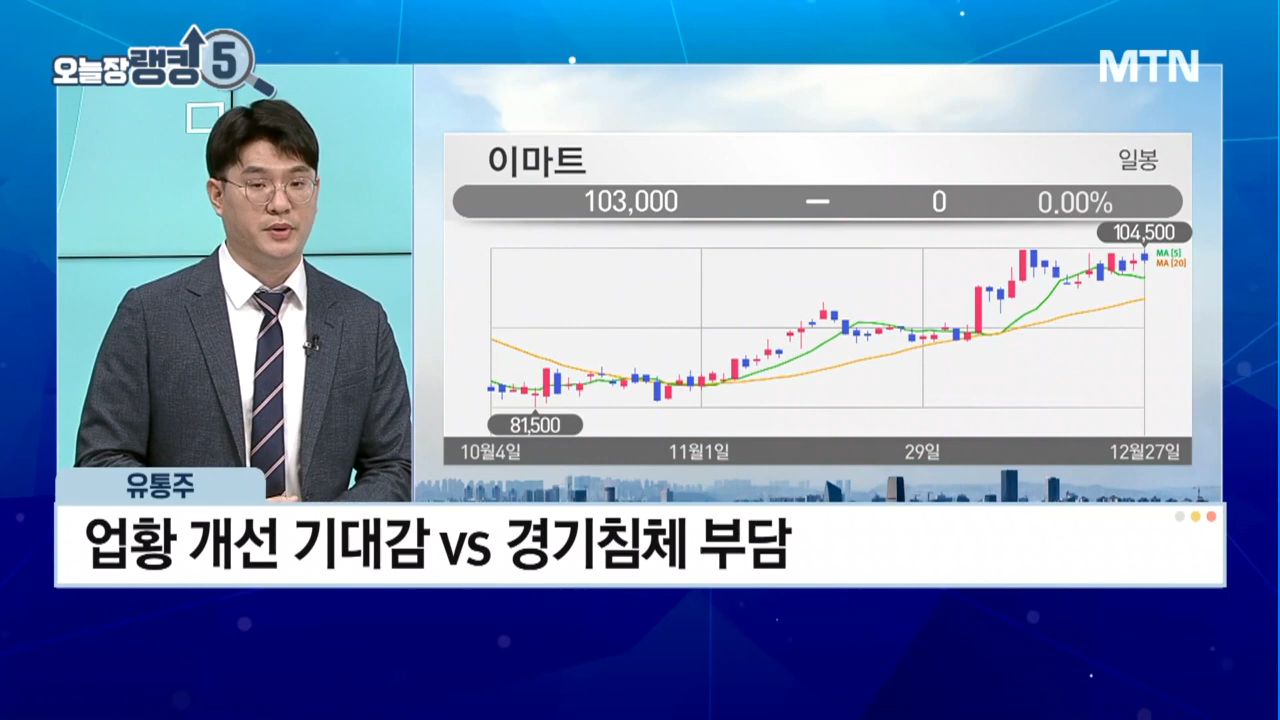 오늘장랭킹5
MTN
이마트
일봉
103,000 － 0 0.00%
104,500
MA [5]
MA [20]
81,500
10월4일 11월1일 29일 12월27일
유통주
업황 개선 기대감 vs 경기침체 부담